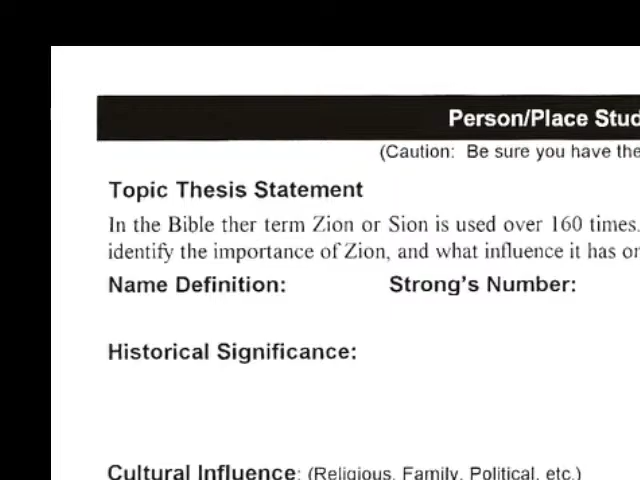 Person/Place Stud
(Caution: Be sure you have the
Topic Thesis Statement
In the Bible ther term Zion or Sion is used over 160 times.
identify the importance of Zion, and what influence it has or
Name Definition: Strong's Number:
Historical Significance:
Cultural Influence: (Religious, Family, Political, etc.)